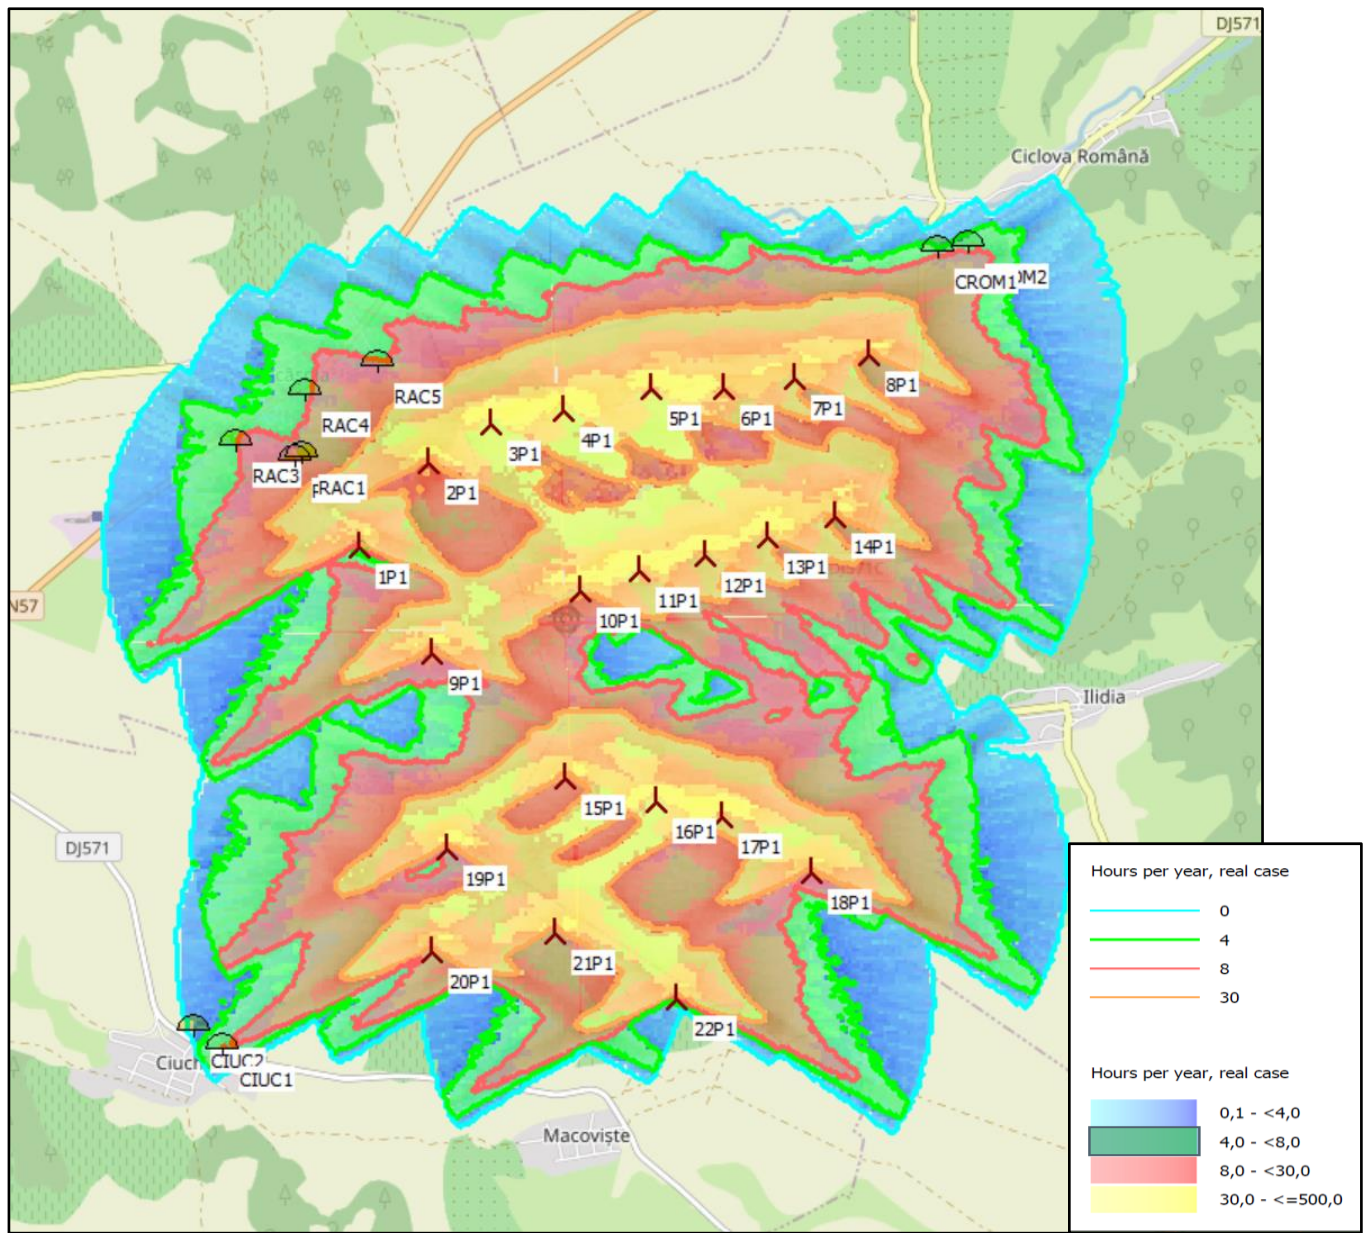 DJ571
Ciclova Română
CROM1
M2
8P1
RAC5
7P1
5P1
6P1
RAC4
4P1
3P1
RAC3
RAC1
2P1
14P1
13P1
1P1
12P1
11P1
N57
10P1
9P1
Ilidia
15P1
16P1
17P1
DJ571
19P1
18P1
21P1
20P1
22P1
Ciuch
CIUC2
CIUC1
Macoviște
Hours per year, real case
0
4
8
30
Hours per year, real case
0,1 - <4,0
4,0 - <8,0
8,0 - <30,0
30,0 - <=500,0